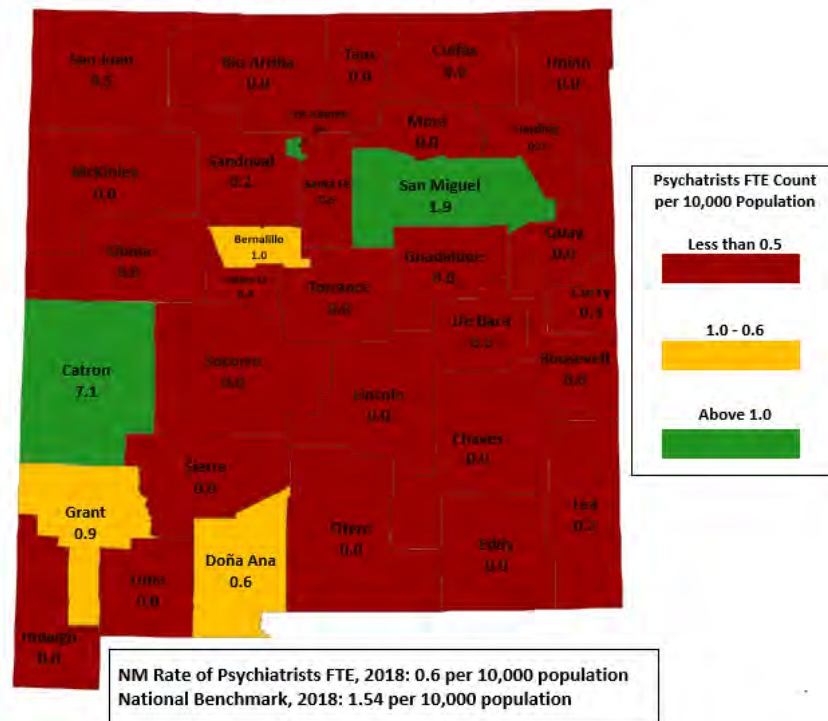 San Juan
0.5
Rio Arriba
0.0
Taos
0.0
Colfax
0.0
Union
0.0
Mora
0.0
McKinley
0.0
Sandoval
0.2
Santa Fe
San Miguel
1.9
Cibola
0.0
Bernalillo
1.0
Torrance
0.0
Guadalupe
0.0
Quay
0.0
Curry
De Baca
0.0
Roosevelt
0.0
Catron
7.1
Socorro
0.0
Lincoln
0.0
Chaves
0.0
Sierra
0.0
Grant
0.9
Doña Ana
0.6
Otero
0.0
Eddy
0.0
Lea
0.2
Luna
0.0
Hidalgo
0.0
Psychatrists FTE Count
per 10,000 Population
Less than 0.5
1.0 - 0.6
Above 1.0
NM Rate of Psychiatrists FTE, 2018: 0.6 per 10,000 population
National Benchmark, 2018: 1.54 per 10,000 population